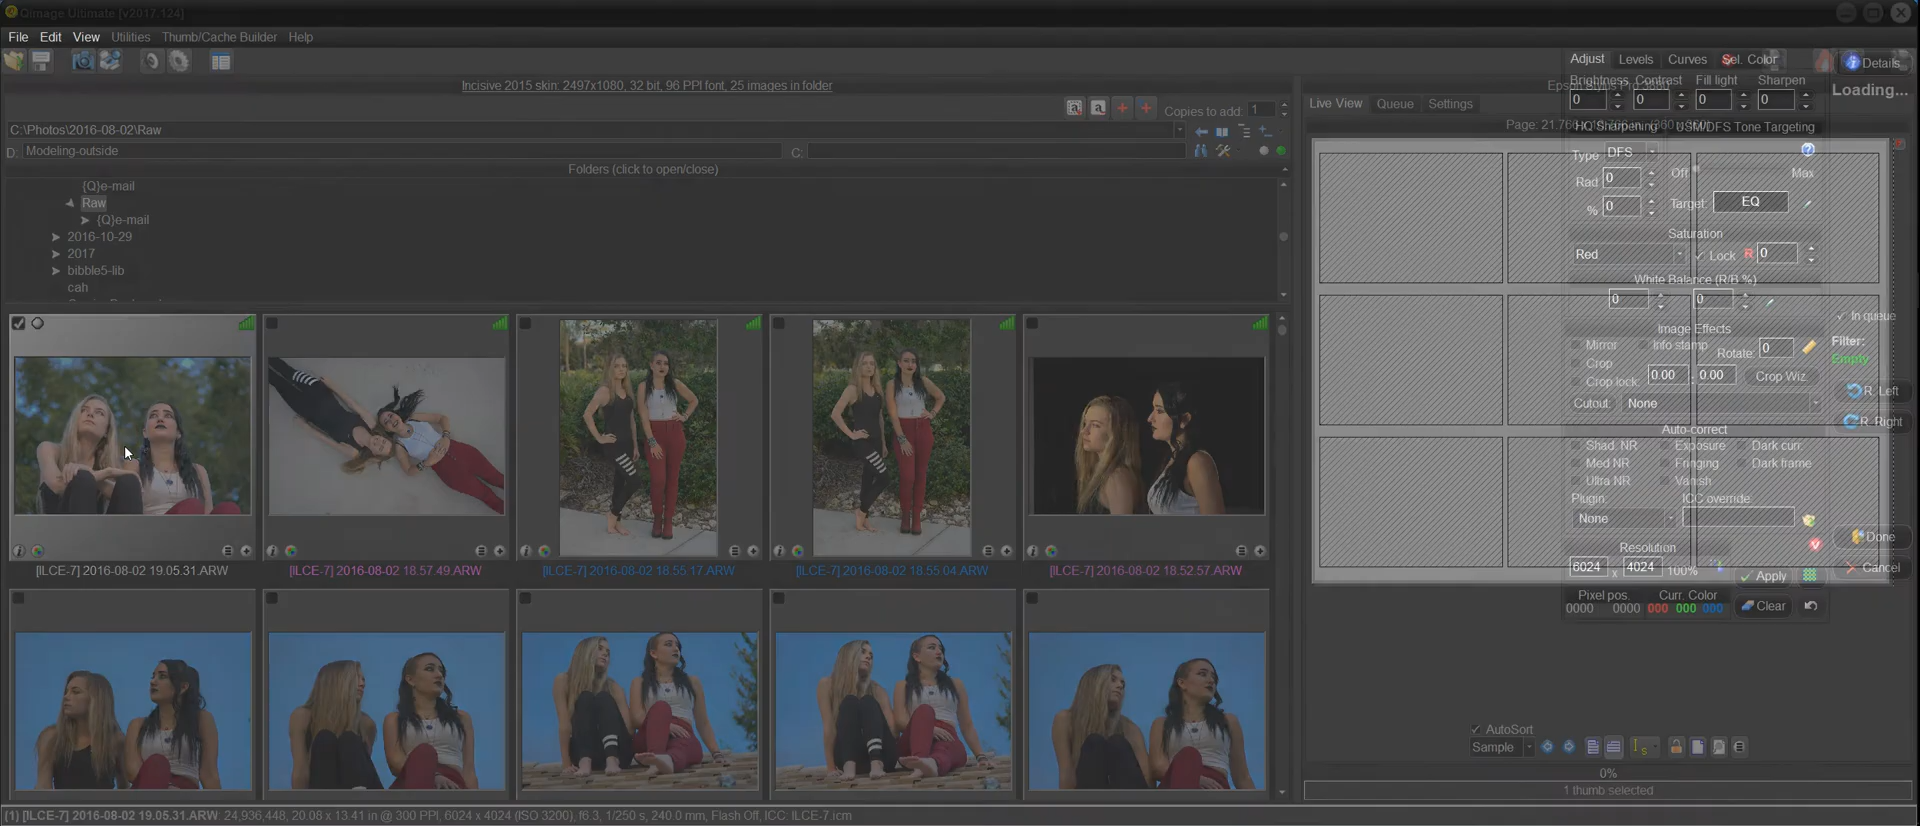 Qimage Ultimate [v2017.124]
File Edit View Utilities Thumb/Cache Builder Help
Incisive 2015 skin: 2497x1080, 32 bit, 96 PPI font, 25 images in folder
Copies to add: 1
C:\Photos\2016-08-02\Raw
D: Modeling-outside C:
Folders (click to open/close)
{Q}e-mail
Raw
{Q}e-mail
2016-10-29
2017
bibble5-lib
cah
[ILCE-7] 2016-08-02 19.05.31.ARW
[ILCE-7] 2016-08-02 18.57.49.ARW
[ILCE-7] 2016-08-02 18.55.17.ARW
[ILCE-7] 2016-08-02 18.55.04.ARW
[ILCE-7] 2016-08-02 18.52.57.ARW
Adjust Levels Curves Sel. Color
Details
Brightness Contrast Fill light Sharpen
0 0 0 0
Loading...
Live View Queue Settings
HQ Sharpening USM/DFS Tone Targeting
Type DFS
Rad 0 Off Max
% 0 Target: EQ
Saturation
Red Lock R 0
White Balance (R/B %)
0 0
In queue
Image Effects
Mirror Info stamp Rotate: 0
Filter:
Empty
Crop
Crop lock: 0.00 : 0.00 Crop Wiz
R. Left
Cutout: None
R. Right
Auto-correct
Shad. NR Exposure Dark curr.
Med NR Fringing Dark frame
Ultra NR Vanish
Plugin: ICC override:
None
Done
Resolution
6024 x 4024 100%
Apply
Cancel
Pixel pos. Curr. Color
0000 0000 000 000 000
Clear
AutoSort
Sample
0%
1 thumb selected
(1) [ILCE-7] 2016-08-02 19.05.31.ARW: 24,936,448, 20.08 x 13.41 in @ 300 PPI, 6024 x 4024 (ISO 3200), f6.3, 1/250 s, 240.0 mm, Flash Off, ICC: ILCE-7.icm